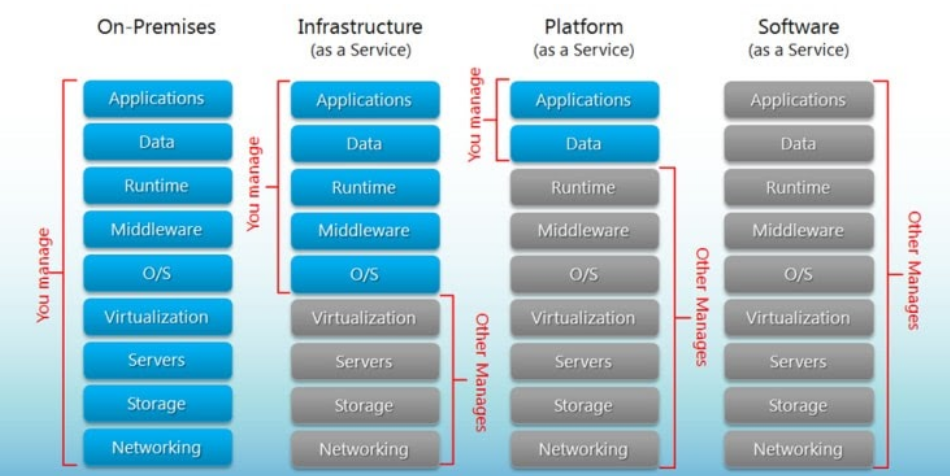 On-Premises
You manage
Applications
Data
Runtime
Middleware
O/S
Virtualization
Servers
Storage
Networking
Infrastructure
(as a Service)
You manage
Applications
Data
Runtime
Middleware
O/S
Virtualization
Servers
Storage
Networking
Other Manages
Platform
(as a Service)
You manage
Applications
Data
Runtime
Middleware
O/S
Virtualization
Servers
Storage
Networking
Other Manages
Software
(as a Service)
Applications
Data
Runtime
Middleware
O/S
Virtualization
Servers
Storage
Networking
Other Manages